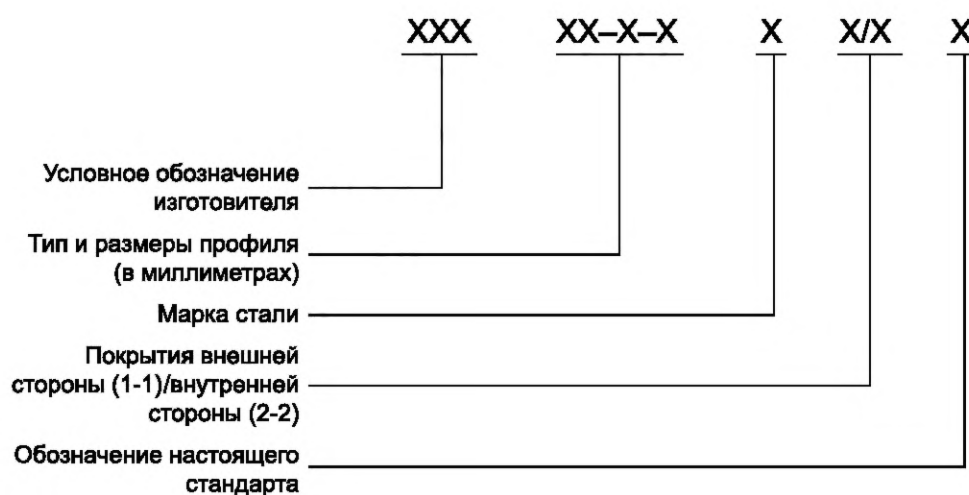 XXX XX–X–X X X/X X
Условное обозначение
изготовителя
Тип и размеры профиля
(в миллиметрах)
Марка стали
Покрытия внешней
стороны (1-1)/внутренней
стороны (2-2)
Обозначение настоящего
стандарта